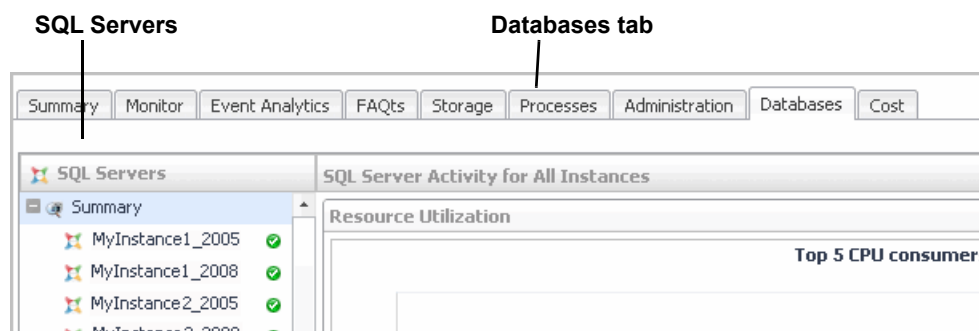 SQL Servers Databases tab
Summary Monitor Event Analytics FAQts Storage Processes Administration Databases Cost
SQL Servers
SQL Server Activity for All Instances
Summary
Resource Utilization
MyInstance1_2005
Top 5 CPU consumer
MyInstance1_2008
MyInstance2_2005